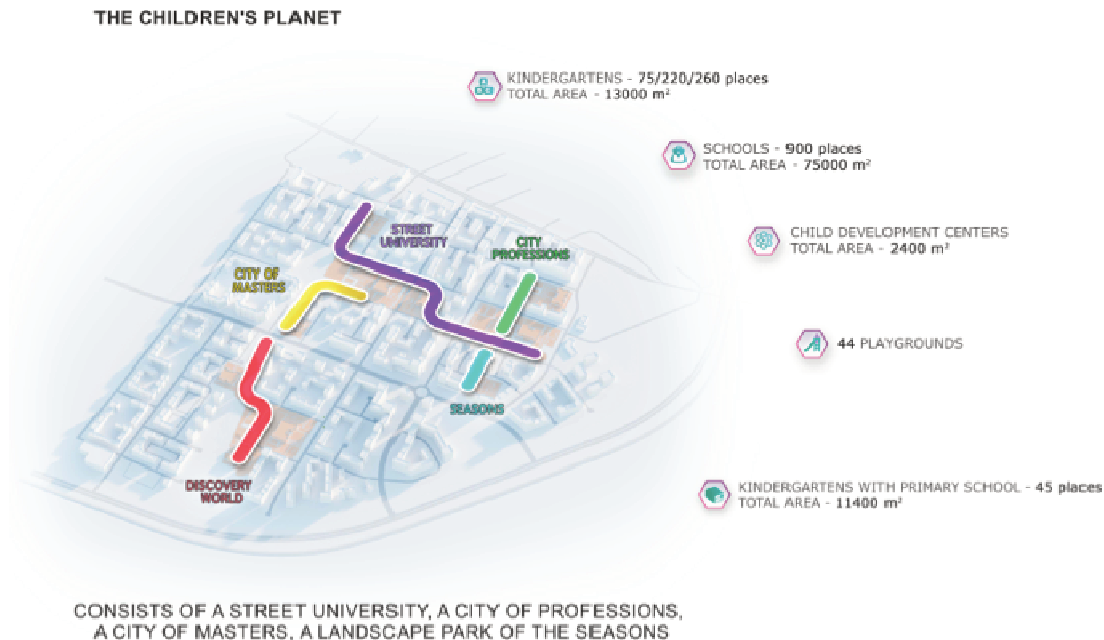 THE CHILDREN'S PLANET
KINDERGARTENS - 75/220/260 places
TOTAL AREA - 13000 m²
SCHOOLS - 900 places
TOTAL AREA - 75000 m²
STREET
UNIVERSITY
CITY
PROFESSIONS
CHILD DEVELOPMENT CENTERS
TOTAL AREA - 2400 m²
CITY OF
MASTERS
44 PLAYGROUNDS
SEASONS
DISCOVERY
WORLD
KINDERGARTENS WITH PRIMARY SCHOOL - 45 places
TOTAL AREA - 11400 m²
CONSISTS OF A STREET UNIVERSITY, A CITY OF PROFESSIONS,
A CITY OF MASTERS, A LANDSCAPE PARK OF THE SEASONS